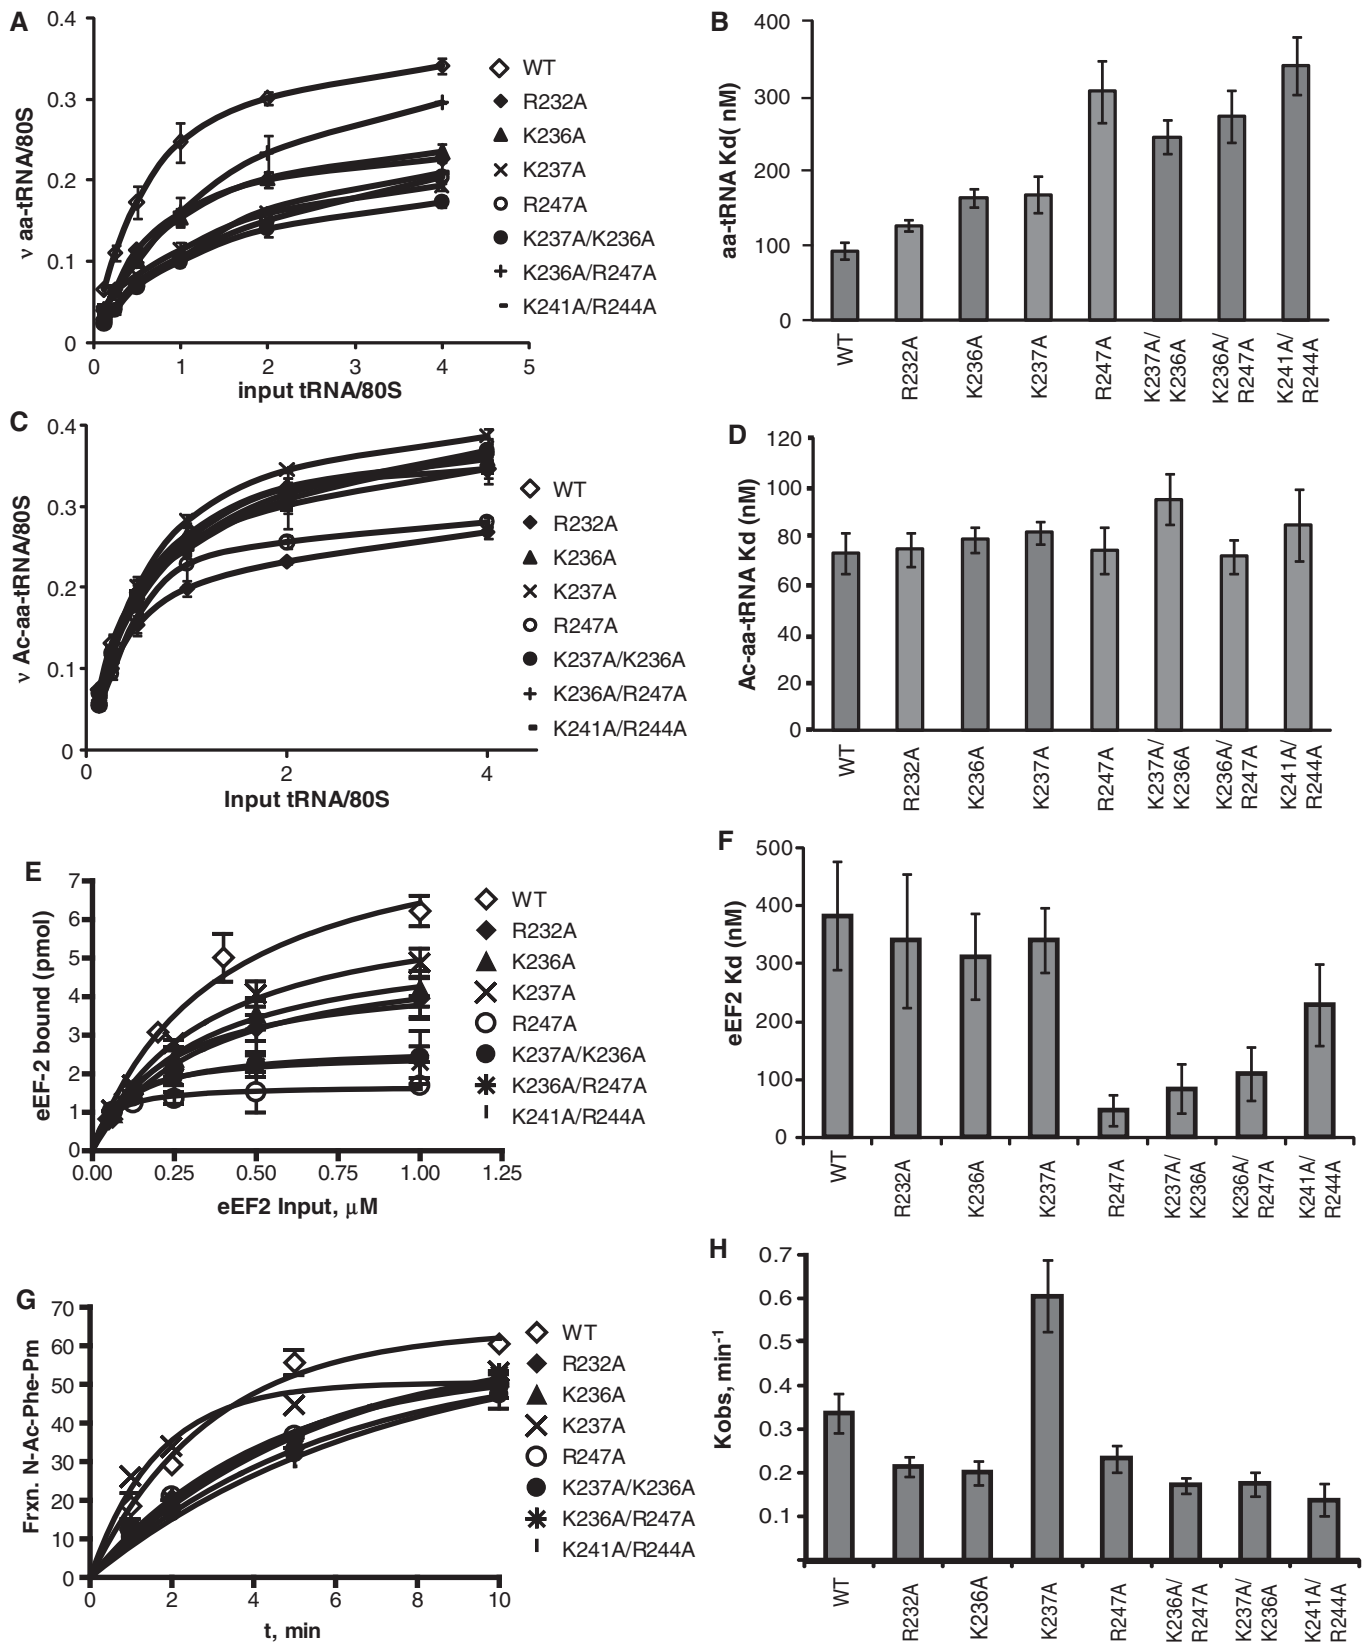 A
0.4
0.3
0.2
0.1
0
ν aa-tRNA/80S
0 1 2 3 4 5
input tRNA/80S
WT
R232A
K236A
K237A
R247A
K237A/K236A
K236A/R247A
K241A/R244A
B
400
300
200
100
0
aa-tRNA Kd( nM)
WT
R232A
K236A
K237A
R247A
K237A/
K236A
K236A/
R247A
K241A/
R244A
C
0.4
0.3
0.2
0.1
0
ν Ac-aa-tRNA/80S
0 2 4
Input tRNA/80S
WT
R232A
K236A
K237A
R247A
K237A/K236A
K236A/R247A
K241A/R244A
D
120
100
80
60
40
20
0
Ac-aa-tRNA Kd (nM)
WT
R232A
K236A
K237A
R247A
K237A/
K236A
K236A/
R247A
K241A/
R244A
E
7
6
5
4
3
2
1
0
eEF-2 bound (pmol)
0.00 0.25 0.50 0.75 1.00 1.25
eEF2 Input, μM
WT
R232A
K236A
K237A
R247A
K237A/K236A
K236A/R247A
K241A/R244A
F
500
400
300
200
100
0
eEF2 Kd (nM)
WT
R232A
K236A
K237A
R247A
K237A/
K236A
K236A/
R247A
K241A/
R244A
G
70
60
50
40
30
20
10
0
Frxn. N-Ac-Phe-Pm
0 2 4 6 8 10
t, min
WT
R232A
K236A
K237A
R247A
K237A/K236A
K236A/R247A
K241A/R244A
H
0.7
0.6
0.5
0.4
0.3
0.2
0.1
Kobs, min-1
WT
R232A
K236A
K237A
R247A
K236A/
R247A
K237A/
K236A
K241A/
R244A